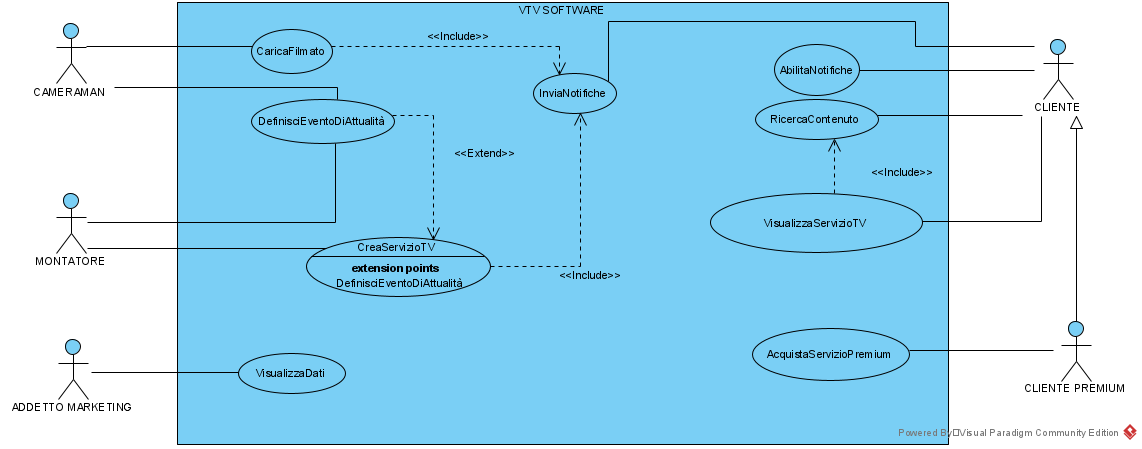 VTV SOFTWARE
<<Include>>
CaricaFilmato
CAMERAMAN
InviaNotifiche
AbilitaNotifiche
CLIENTE
DefinisciEventoDiAttualità
RicercaContenuto
<<Extend>>
<<Include>>
VisualizzaServizioTV
MONTATORE
CreaServizioTV
extension points
DefinisciEventoDiAttualità
<<Include>>
AcquistaServizioPremium
VisualizzaDati
CLIENTE PREMIUM
ADDETTO MARKETING
Powered By Visual Paradigm Community Edition